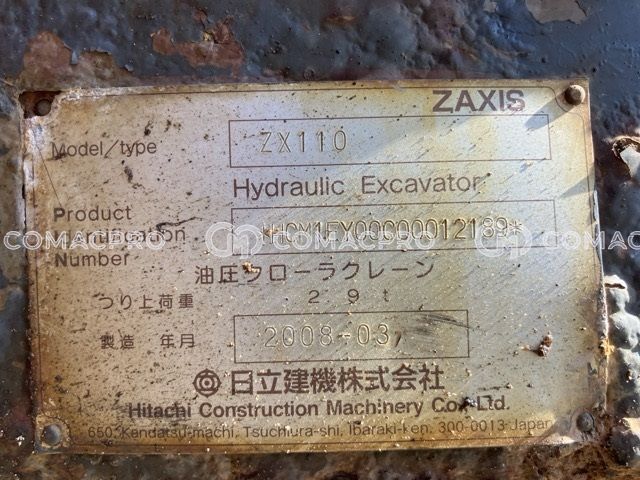 ZAXIS
Model/type ZX110
Hydraulic Excavator
Product
Identification
Number
COMACPRO COMACPRO COMACPRO
油圧クローラクレーン
つり上荷重 2 9t
製造 年月 2008-03
日立建機株式会社
Hitachi Construction Machinery Co., Ltd.
650, Kandatsu-machi, Tsuchiura-shi, Ibaraki-ken, 300-0013 Japan